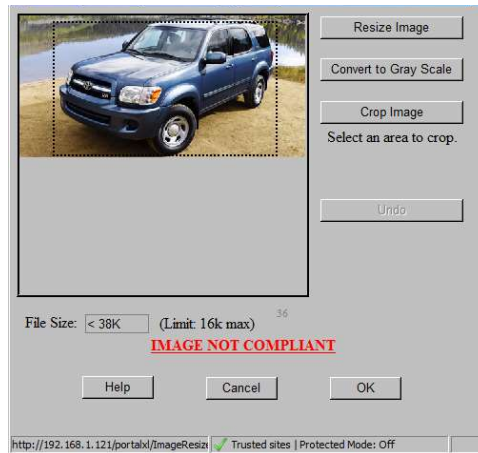 Resize Image
Convert to Gray Scale
Crop Image
Select an area to crop.
Undo
File Size: < 38K (Limit: 16k max) 36
IMAGE NOT COMPLIANT
Help Cancel OK
http://192.168.1.121/portalxl/ImageResize Trusted sites | Protected Mode: Off